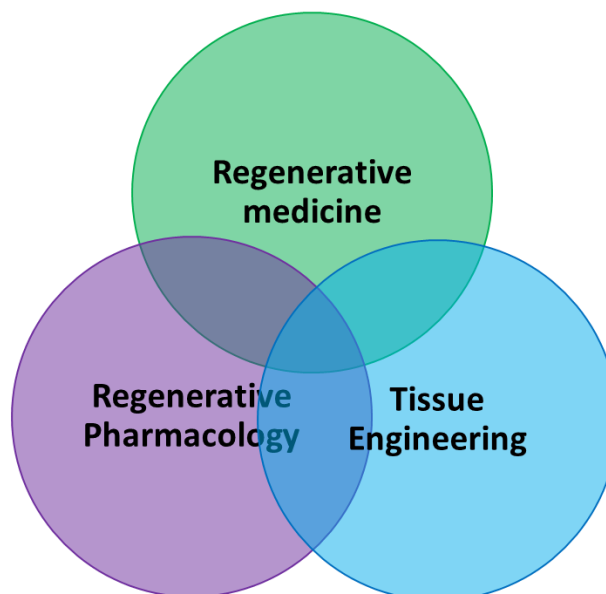 Regenerative
medicine
Regenerative
Pharmacology
Tissue
Engineering